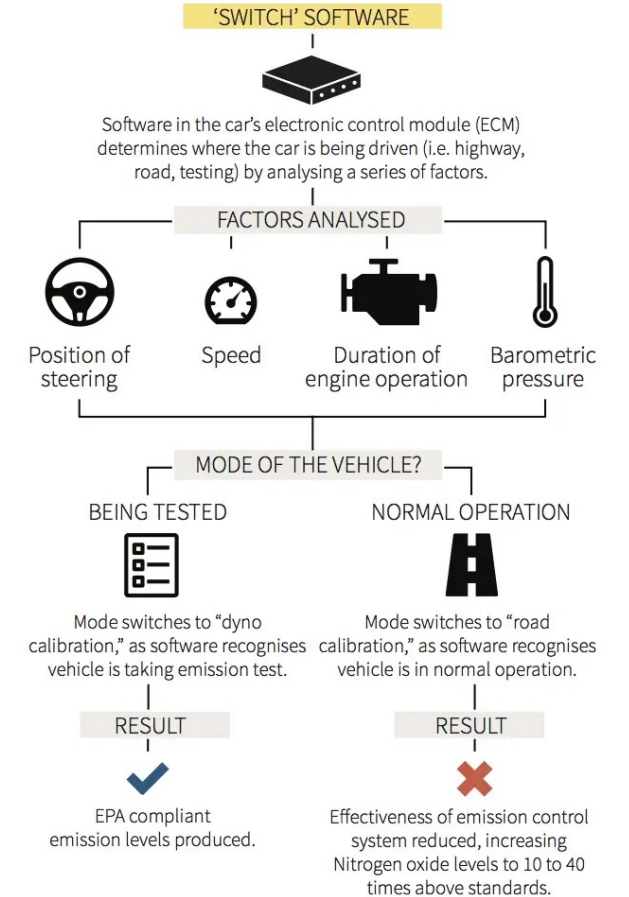 ‘SWITCH’ SOFTWARE
Software in the car’s electronic control module (ECM)
determines where the car is being driven (i.e. highway,
road, testing) by analysing a series of factors.
FACTORS ANALYSED
Position of
steering
Speed
Duration of
engine operation
Barometric
pressure
MODE OF THE VEHICLE?
BEING TESTED
Mode switches to “dyno
calibration,” as software recognises
vehicle is taking emission test.
RESULT
EPA compliant
emission levels produced.
NORMAL OPERATION
Mode switches to “road
calibration,” as software recognises
vehicle is in normal operation.
RESULT
Effectiveness of emission control
system reduced, increasing
Nitrogen oxide levels to 10 to 40
times above standards.